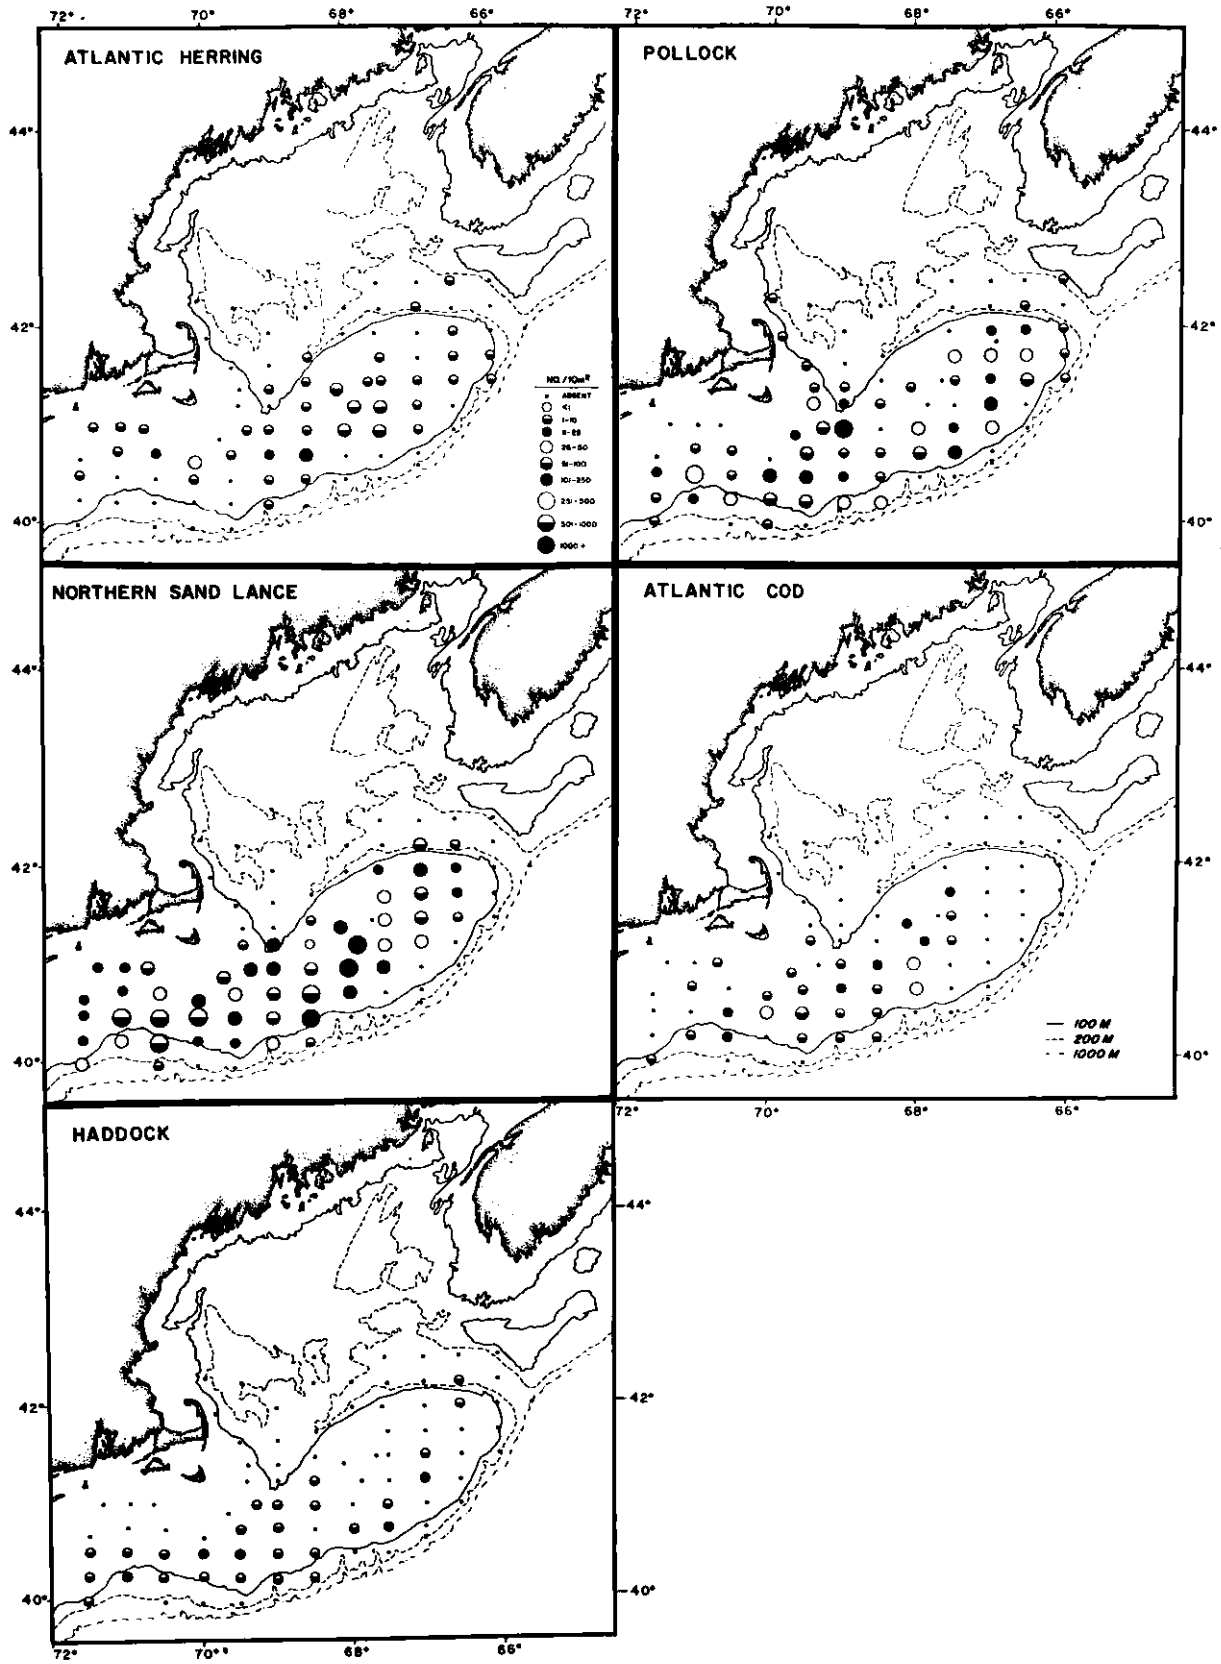 72° 70° 68° 66° 72° 70° 68° 66°
ATLANTIC HERRING
POLLOCK
44° 44°
42° 42°
NO./10m²
ABSENT
<1
1-10
11-25
26-50
51-100
101-250
251-500
501-1000
1000+
40° 40°
NORTHERN SAND LANCE
ATLANTIC COD
44° 44°
42° 42°
100 M
200 M
1000 M
40° 40°
72° 70° 68° 66°
HADDOCK
44° 44°
42° 42°
40° 40°
72° 70° 68° 66°